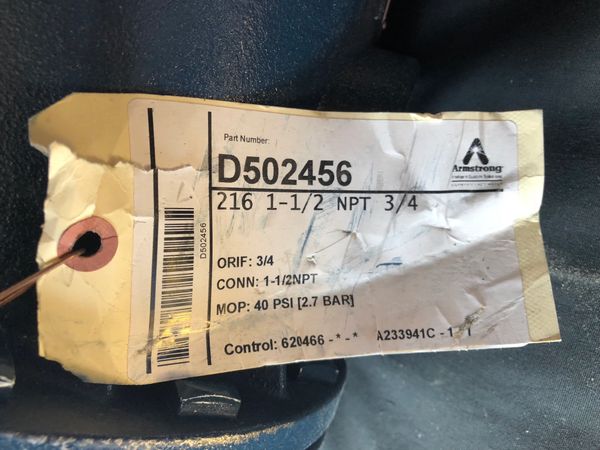 Part Number:
D502456
216 1-1/2 NPT 3/4
ORIF: 3/4
CONN: 1-1/2NPT
MOP: 40 PSI [2.7 BAR]
Control: 620466 -*-* A233941C - 1
D502456
Armstrong